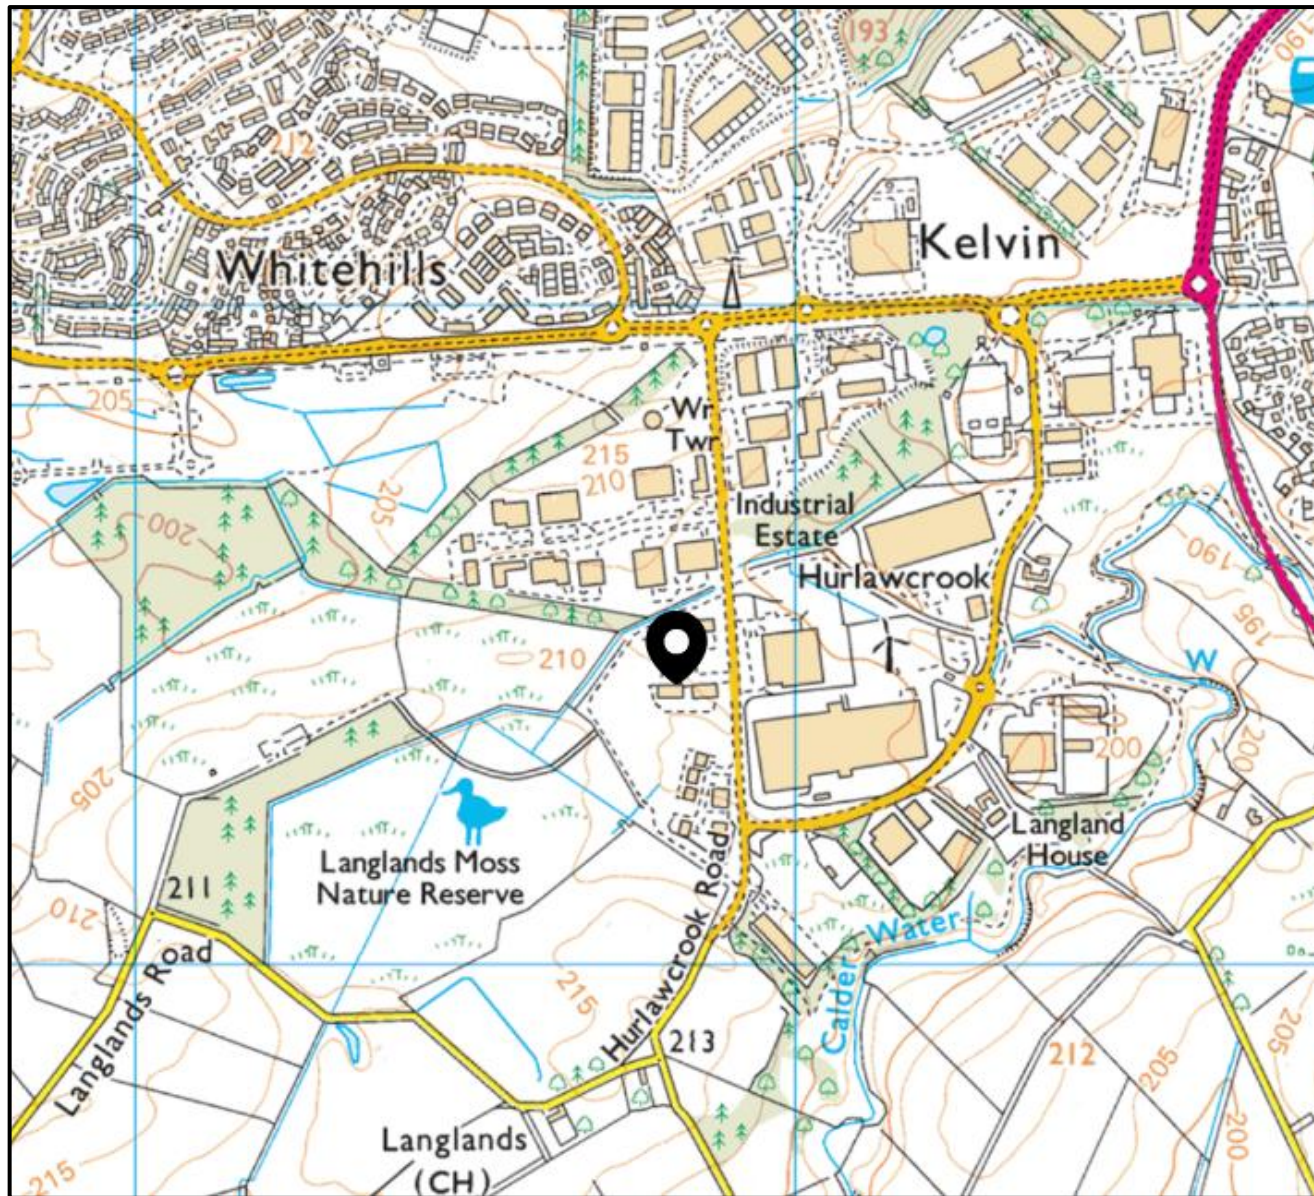 193
190
212
Kelvin
Whitehills
205
Wr
Twr
215
210
205
200
Industrial
Estate
Hurlawcrook
190
195
210
W
200
200
205
Langland
House
Langlands Moss
Nature Reserve
211
210
Hurlawcrook Road
Calder Water
Langlands Road
215
213
212
205
205
200
Langlands
(CH)
215